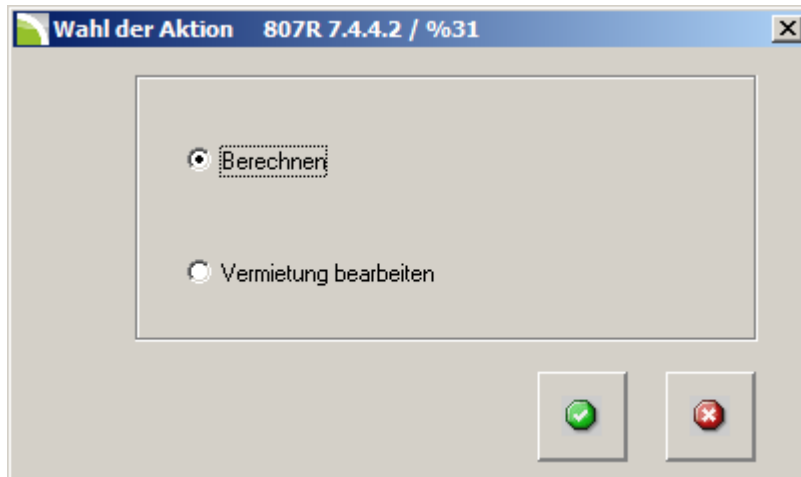 Wahl der Aktion 807R 7.4.4.2 / %31
Berechnen
Vermietung bearbeiten